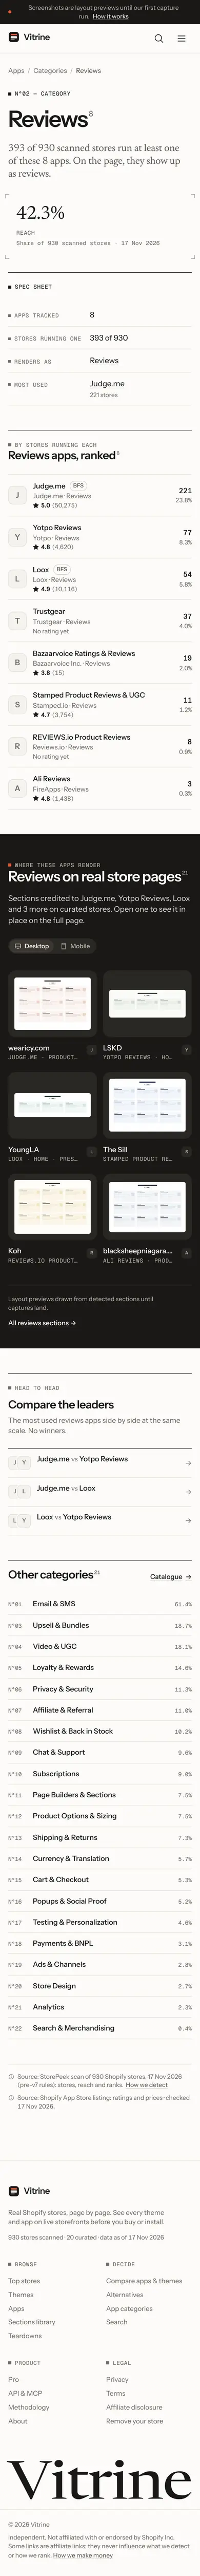 Screenshots are layout previews until our first capture
run. How it works
Vitrine
Apps / Categories / Reviews
N°02 — CATEGORY
Reviews 8
393 of 930 scanned stores run at least one
of these 8 apps. On the page, they show up
as reviews.
42.3%
REACH
Share of 930 scanned stores · 17 Nov 2026
SPEC SHEET
APPS TRACKED 8
STORES RUNNING ONE 393 of 930
RENDERS AS Reviews
MOST USED Judge.me
221 stores
BY STORES RUNNING EACH
Reviews apps, ranked 8
J Judge.me BFS 221
Judge.me · Reviews 23.8%
★ 5.0 (50,275)
Y Yotpo Reviews 77
Yotpo · Reviews 8.3%
★ 4.8 (4,620)
L Loox BFS 54
Loox · Reviews 5.8%
★ 4.9 (10,116)
T Trustgear 37
Trustgear · Reviews 4.0%
No rating yet
B Bazaarvoice Ratings & Reviews 19
Bazaarvoice Inc. · Reviews 2.0%
★ 3.8 (15)
S Stamped Product Reviews & UGC 11
Stamped.io · Reviews 1.2%
★ 4.7 (3,754)
R REVIEWS.io Product Reviews 8
Reviews.io · Reviews 0.9%
No rating yet
A Ali Reviews 3
FireApps · Reviews 0.3%
★ 4.8 (1,438)
WHERE THESE APPS RENDER
Reviews on real store pages 21
Sections credited to Judge.me, Yotpo Reviews, Loox
and 3 more on curated stores. Open one to see it in
place on the full page.
Desktop Mobile
wearicy.com J
JUDGE.ME · PRODUCT…
LSKD Y
YOTPO REVIEWS · HO…
YoungLA L
LOOX · HOME · PRES…
The Sill S
STAMPED PRODUCT RE…
Koh R
REVIEWS.IO PRODUCT…
blacksheepniagara.… A
ALI REVIEWS · PROD…
Layout previews drawn from detected sections until
captures land.
All reviews sections →
HEAD TO HEAD
Compare the leaders
The most used reviews apps side by side at the same
scale. No winners.
J Y Judge.me vs Yotpo Reviews →
J L Judge.me vs Loox →
L Y Loox vs Yotpo Reviews →
Other categories 21 Catalogue →
N°01 Email & SMS 61.4%
N°03 Upsell & Bundles 18.7%
N°04 Video & UGC 18.1%
N°05 Loyalty & Rewards 14.6%
N°06 Privacy & Security 11.3%
N°07 Affiliate & Referral 11.0%
N°08 Wishlist & Back in Stock 10.2%
N°09 Chat & Support 9.6%
N°10 Subscriptions 9.0%
N°11 Page Builders & Sections 7.5%
N°12 Product Options & Sizing 7.5%
N°13 Shipping & Returns 7.3%
N°14 Currency & Translation 5.7%
N°15 Cart & Checkout 5.3%
N°16 Popups & Social Proof 5.2%
N°17 Testing & Personalization 4.6%
N°18 Payments & BNPL 3.1%
N°19 Ads & Channels 2.8%
N°20 Store Design 2.7%
N°21 Analytics 2.3%
N°22 Search & Merchandising 0.4%
Source: StorePeek scan of 930 Shopify stores, 17 Nov 2026
(pre-v7 rules); stores, reach and ranks. How we detect
Source: Shopify App Store listing: ratings and prices · checked
17 Nov 2026.
Vitrine
Real Shopify stores, page by page. See every theme
and app on live storefronts before you buy or install.
930 stores scanned · 20 curated · data as of 17 Nov 2026
BROWSE
Top stores
Themes
Apps
Sections library
Teardowns
DECIDE
Compare apps & themes
Alternatives
App categories
Search
PRODUCT
Pro
API & MCP
Methodology
About
LEGAL
Privacy
Terms
Affiliate disclosure
Remove your store
Vitrine
© 2026 Vitrine
Independent. Not affiliated with or endorsed by Shopify Inc.
Some links are affiliate links; they never influence what we detect
or how we rank. How we make money